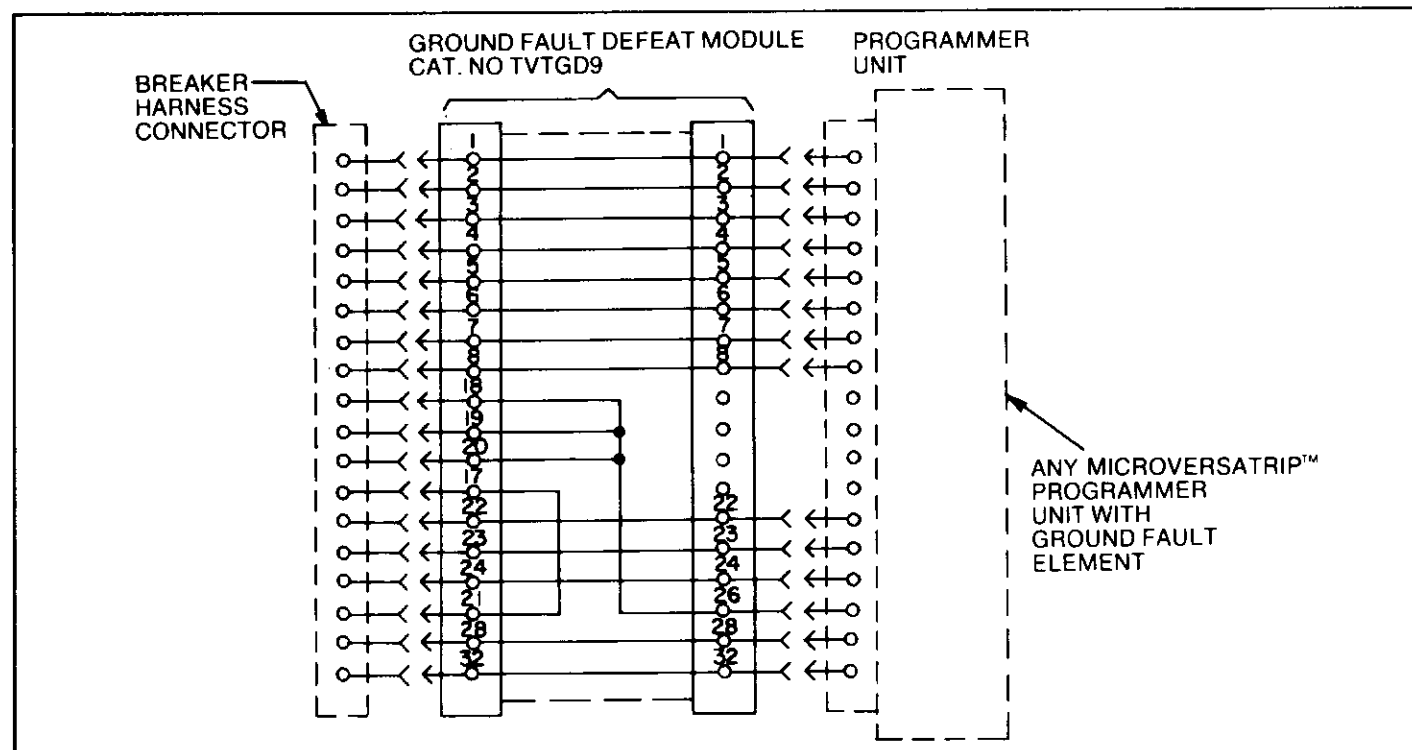 GROUND FAULT DEFEAT MODULE
CAT. NO TVTGD9
PROGRAMMER
UNIT
BREAKER
HARNESS
CONNECTOR
1 1
2 2
3 3
4 4
5 5
6 6
7 7
8 8
18
19
20
17
22 22
23 23
24 24
21 26
28 28
32 32
ANY MICROVERSATRIP™
PROGRAMMER
UNIT WITH
GROUND FAULT
ELEMENT